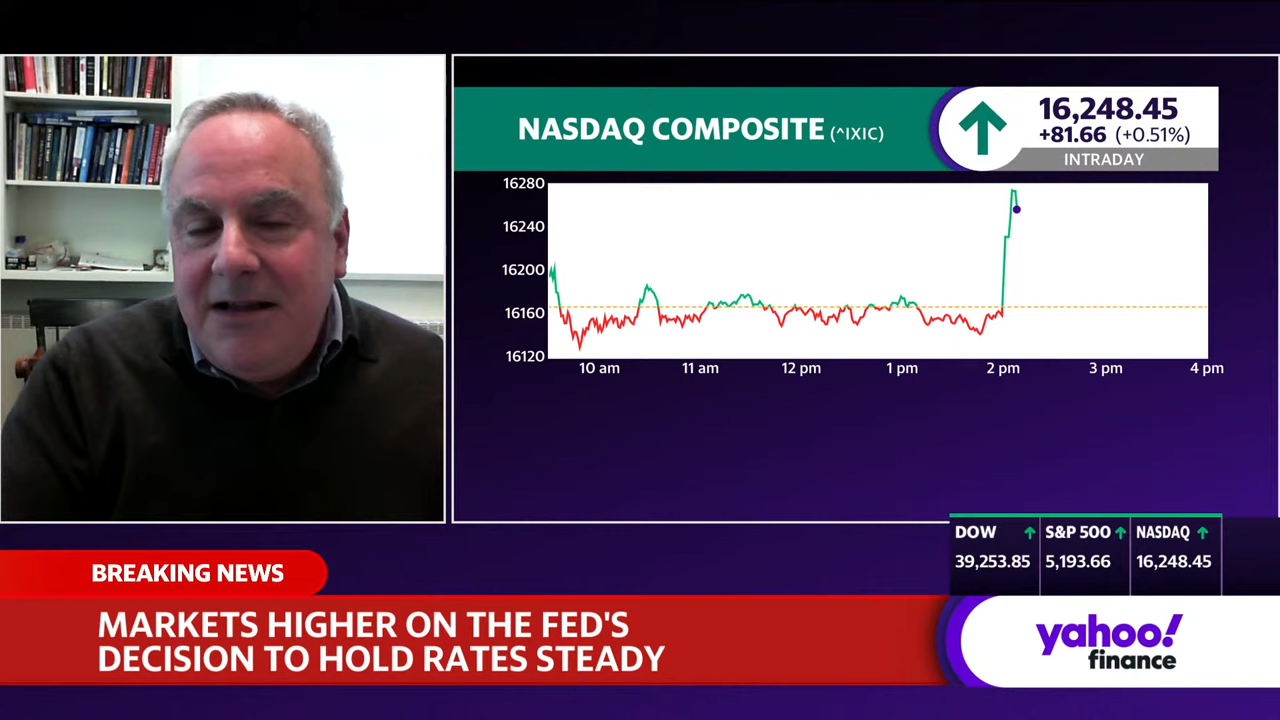 NASDAQ COMPOSITE (^IXIC)
16,248.45
+81.66 (+0.51%)
INTRADAY
16280
16240
16200
16160
16120
10 am 11 am 12 pm 1 pm 2 pm 3 pm 4 pm
DOW S&P 500 NASDAQ
39,253.85 5,193.66 16,248.45
BREAKING NEWS
MARKETS HIGHER ON THE FED'S
DECISION TO HOLD RATES STEADY
yahoo!
finance